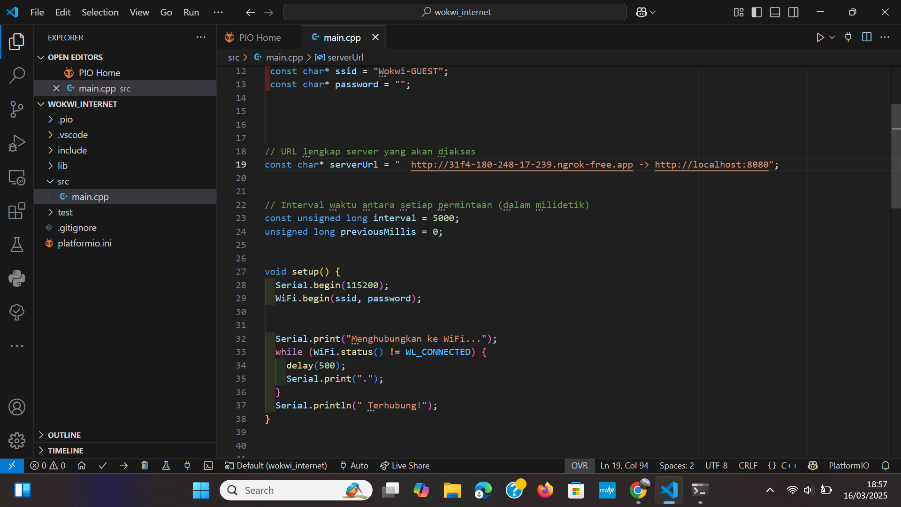 File Edit Selection View Go Run ···
wokwi_internet
EXPLORER ···
OPEN EDITORS
PIO Home
main.cpp src
WOKWI_INTERNET
.pio
.vscode
include
lib
src
main.cpp
test
.gitignore
platformio.ini
OUTLINE
TIMELINE
PIO Home
main.cpp
src > main.cpp > serverUrl
12 const char* ssid = "Wokwi-GUEST";
13 const char* password = "";
14
15
16
17
18 // URL lengkap server yang akan diakses
19 const char* serverUrl = "  http://31f4-180-248-17-239.ngrok-free.app -> http://localhost:8080";
20
21
22 // Interval waktu antara setiap permintaan (dalam milidetik)
23 const unsigned long interval = 5000;
24 unsigned long previousMillis = 0;
25
26
27 void setup() {
28 Serial.begin(115200);
29 WiFi.begin(ssid, password);
30
31
32 Serial.print("Menghubungkan ke WiFi...");
33 while (WiFi.status() != WL_CONNECTED) {
34 delay(500);
35 Serial.print(".");
36 }
37 Serial.println(" Terhubung!");
38 }
39
40
0 0 Default (wokwi_internet) Auto Live Share OVR Ln 19, Col 94 Spaces: 2 UTF 8 CRLF {} C++ PlatformIO
Search
myhp
18:57
16/03/2025